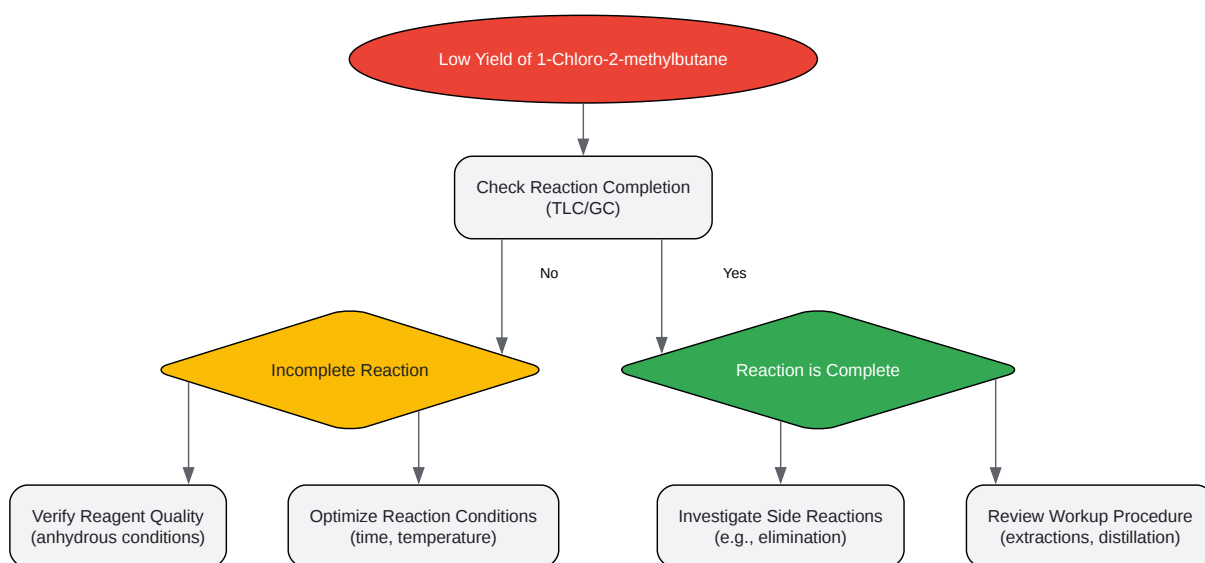 Low Yield of 1-Chloro-2-methylbutane
Check Reaction Completion
(TLC/GC)
No
Yes
Incomplete Reaction
Reaction is Complete
Verify Reagent Quality
(anhydrous conditions)
Optimize Reaction Conditions
(time, temperature)
Investigate Side Reactions
(e.g., elimination)
Review Workup Procedure
(extractions, distillation)